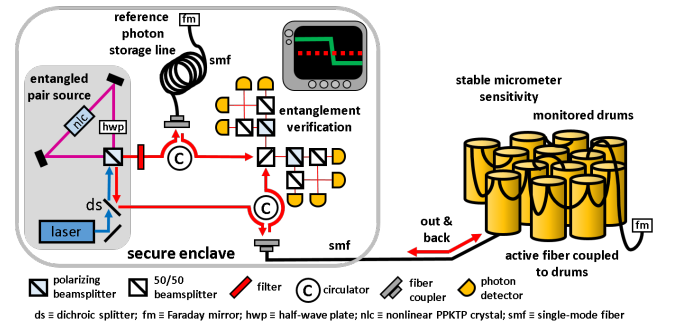 reference
photon
storage line
fm
smf
entangled
pair source
nlc
hwp
entanglement
verification
C
C
ds
laser
secure enclave
smf
stable micrometer
sensitivity
monitored drums
out &
back
fm
active fiber coupled
to drums
polarizing
beamsplitter
50/50
beamsplitter
filter
C
circulator
fiber
coupler
photon
detector
ds ≡ dichroic splitter; fm ≡ Faraday mirror; hwp ≡ half-wave plate; nlc ≡ nonlinear PPKTP crystal; smf ≡ single-mode fiber